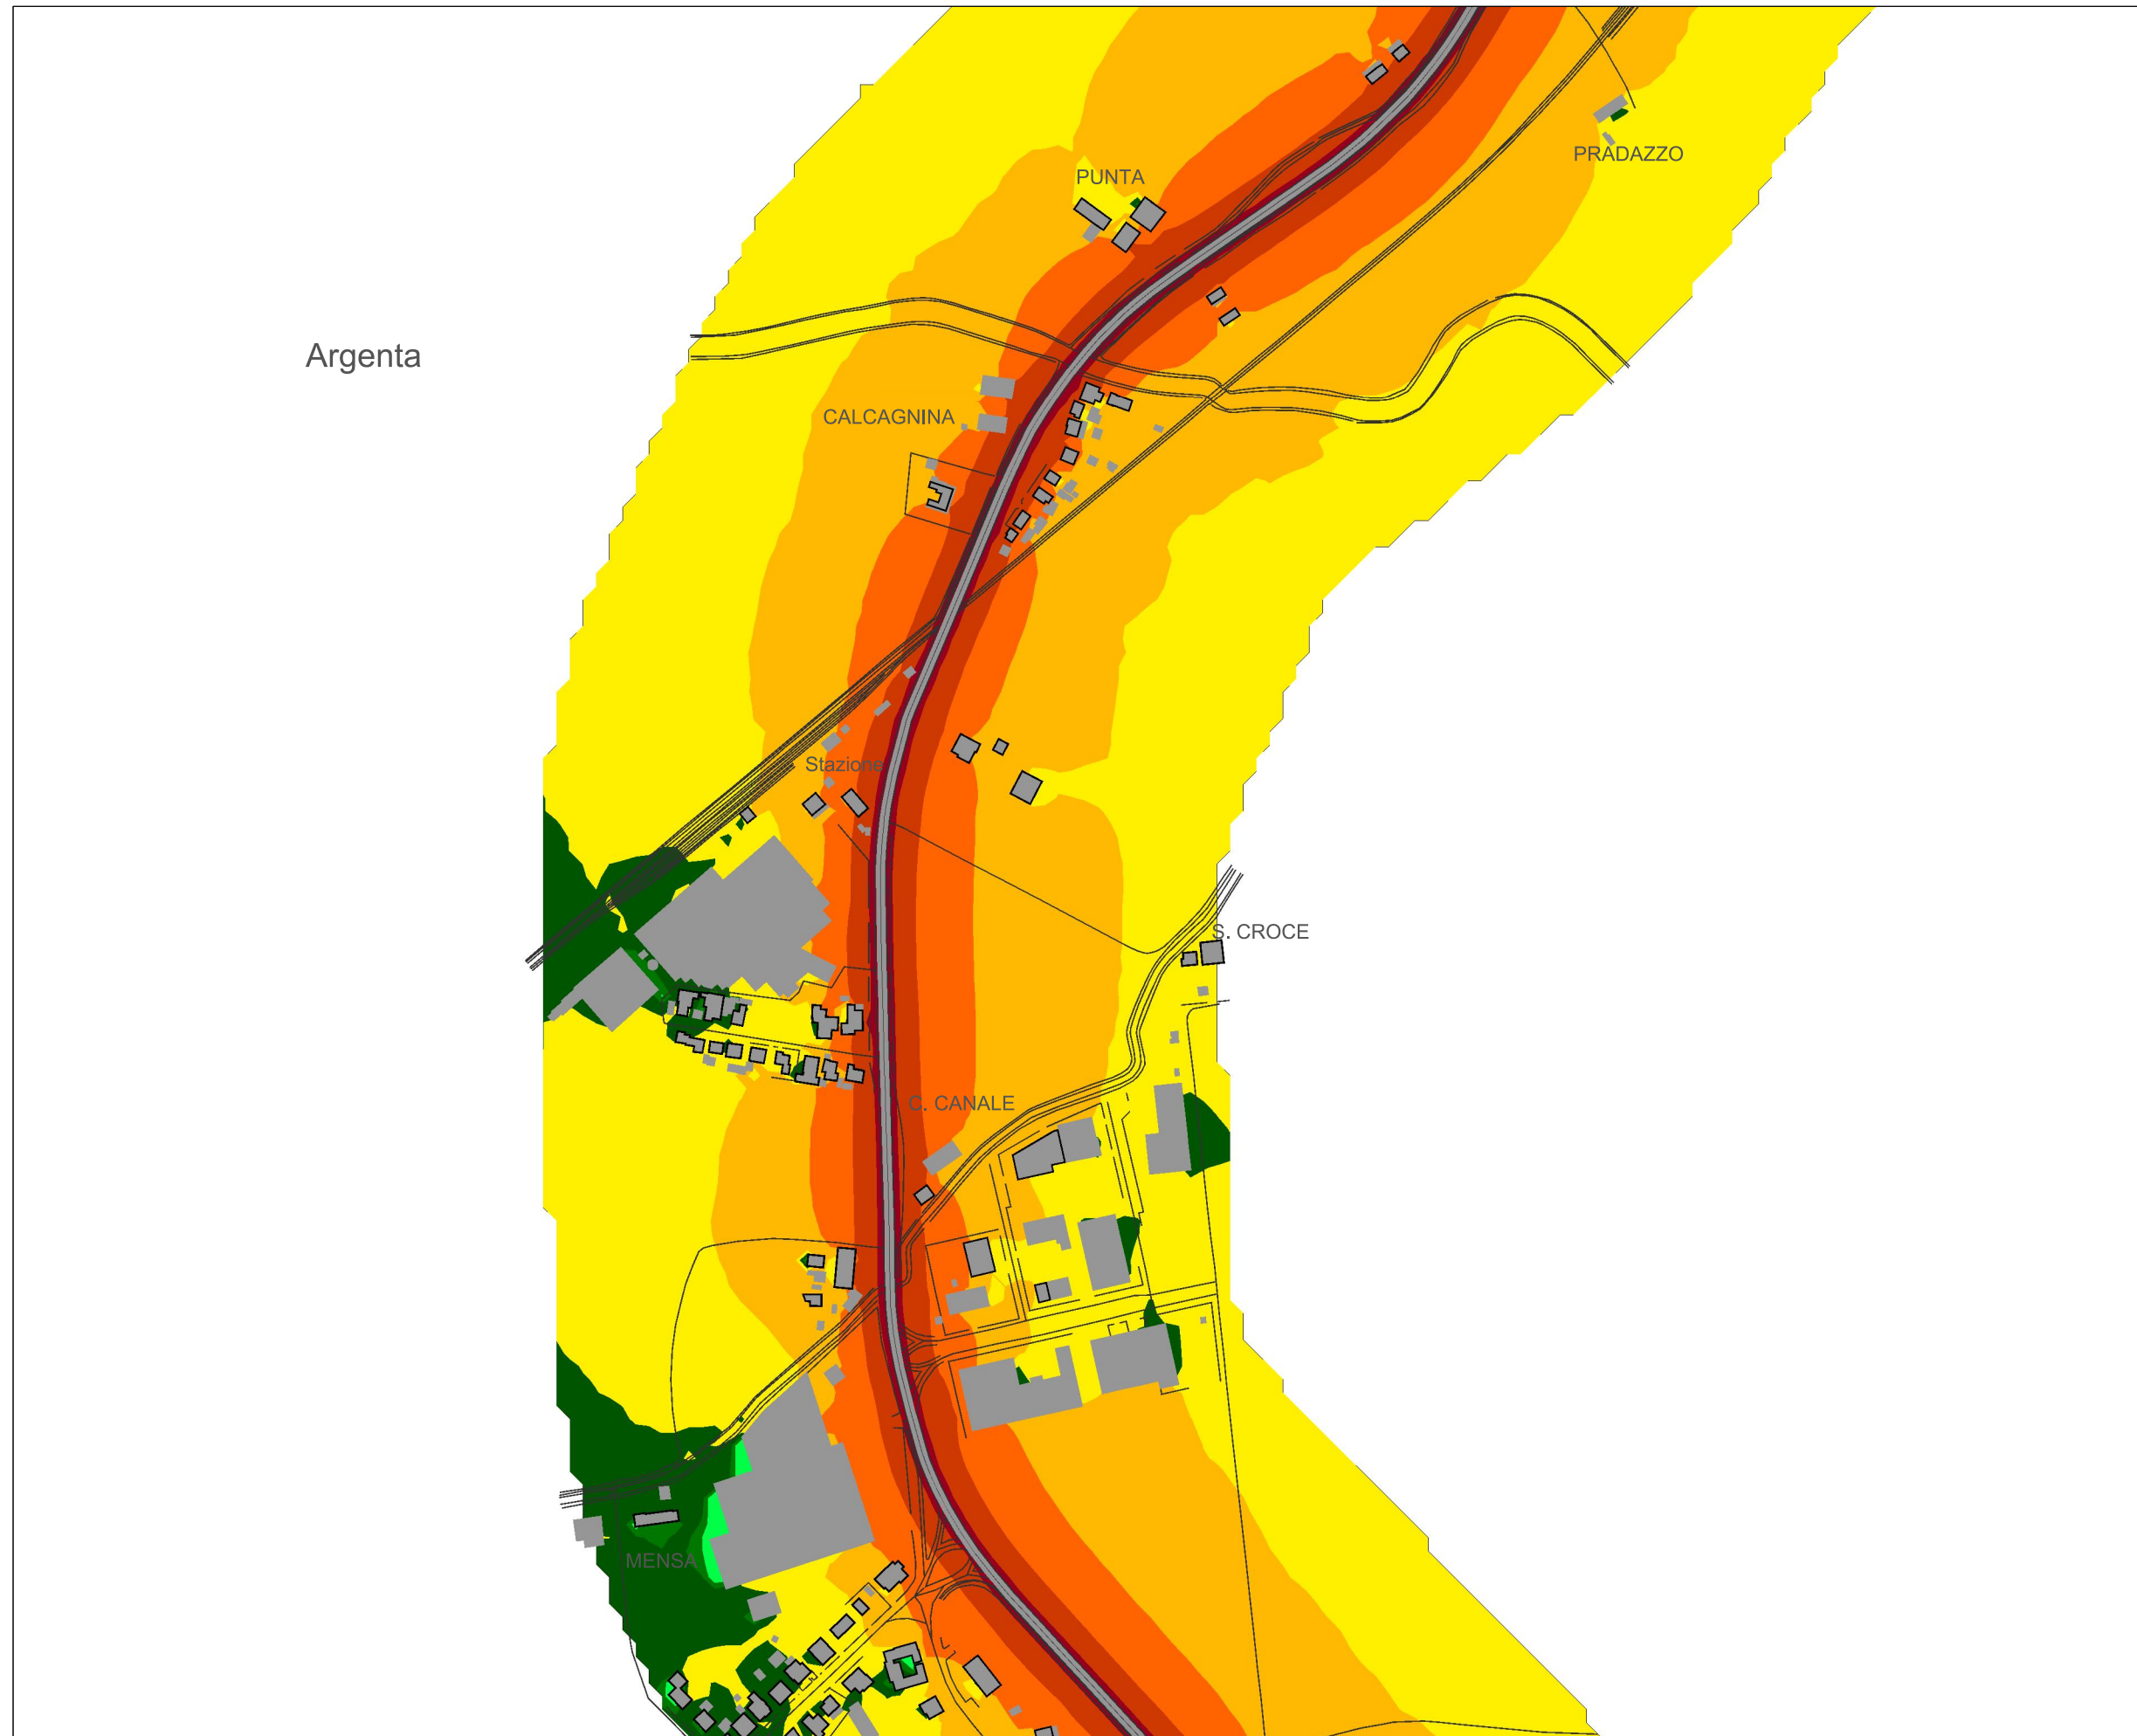 PRADAZZO
PUNTA
Argenta
CALCAGNINA
Stazione
S. CROCE
C. CANALE
MENSA